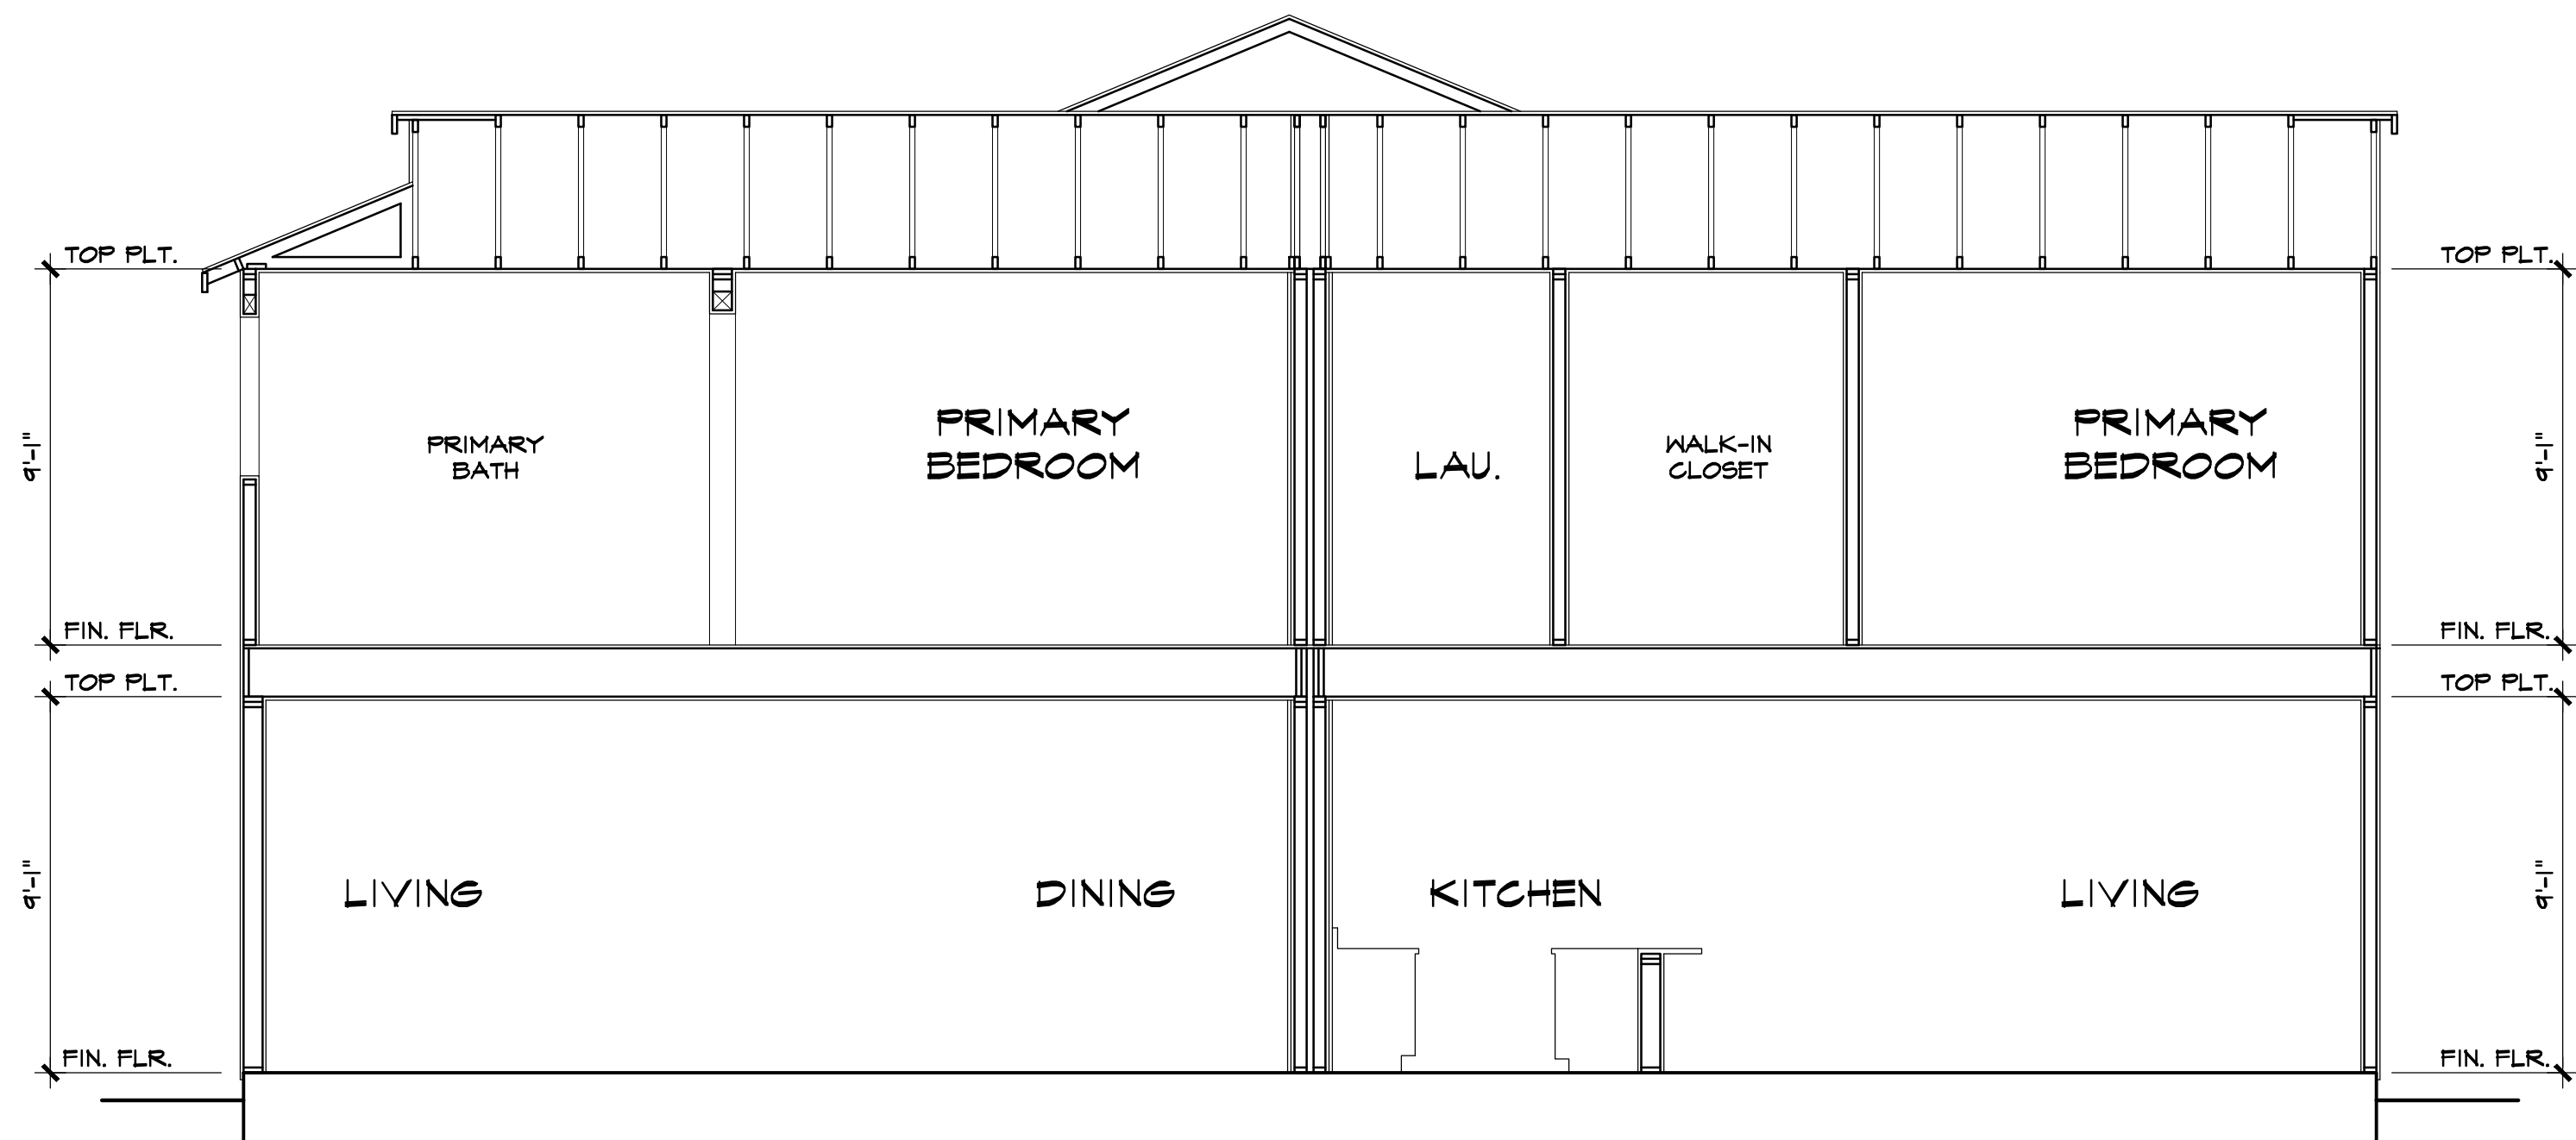 TOP PLT.
TOP PLT.
9'-1"
PRIMARY
BATH
PRIMARY
BEDROOM
LAU.
WALK-IN
CLOSET
PRIMARY
BEDROOM
9'-1"
FIN. FLR.
FIN. FLR.
TOP PLT.
TOP PLT.
9'-1"
LIVING
DINING
KITCHEN
LIVING
9'-1"
FIN. FLR.
FIN. FLR.